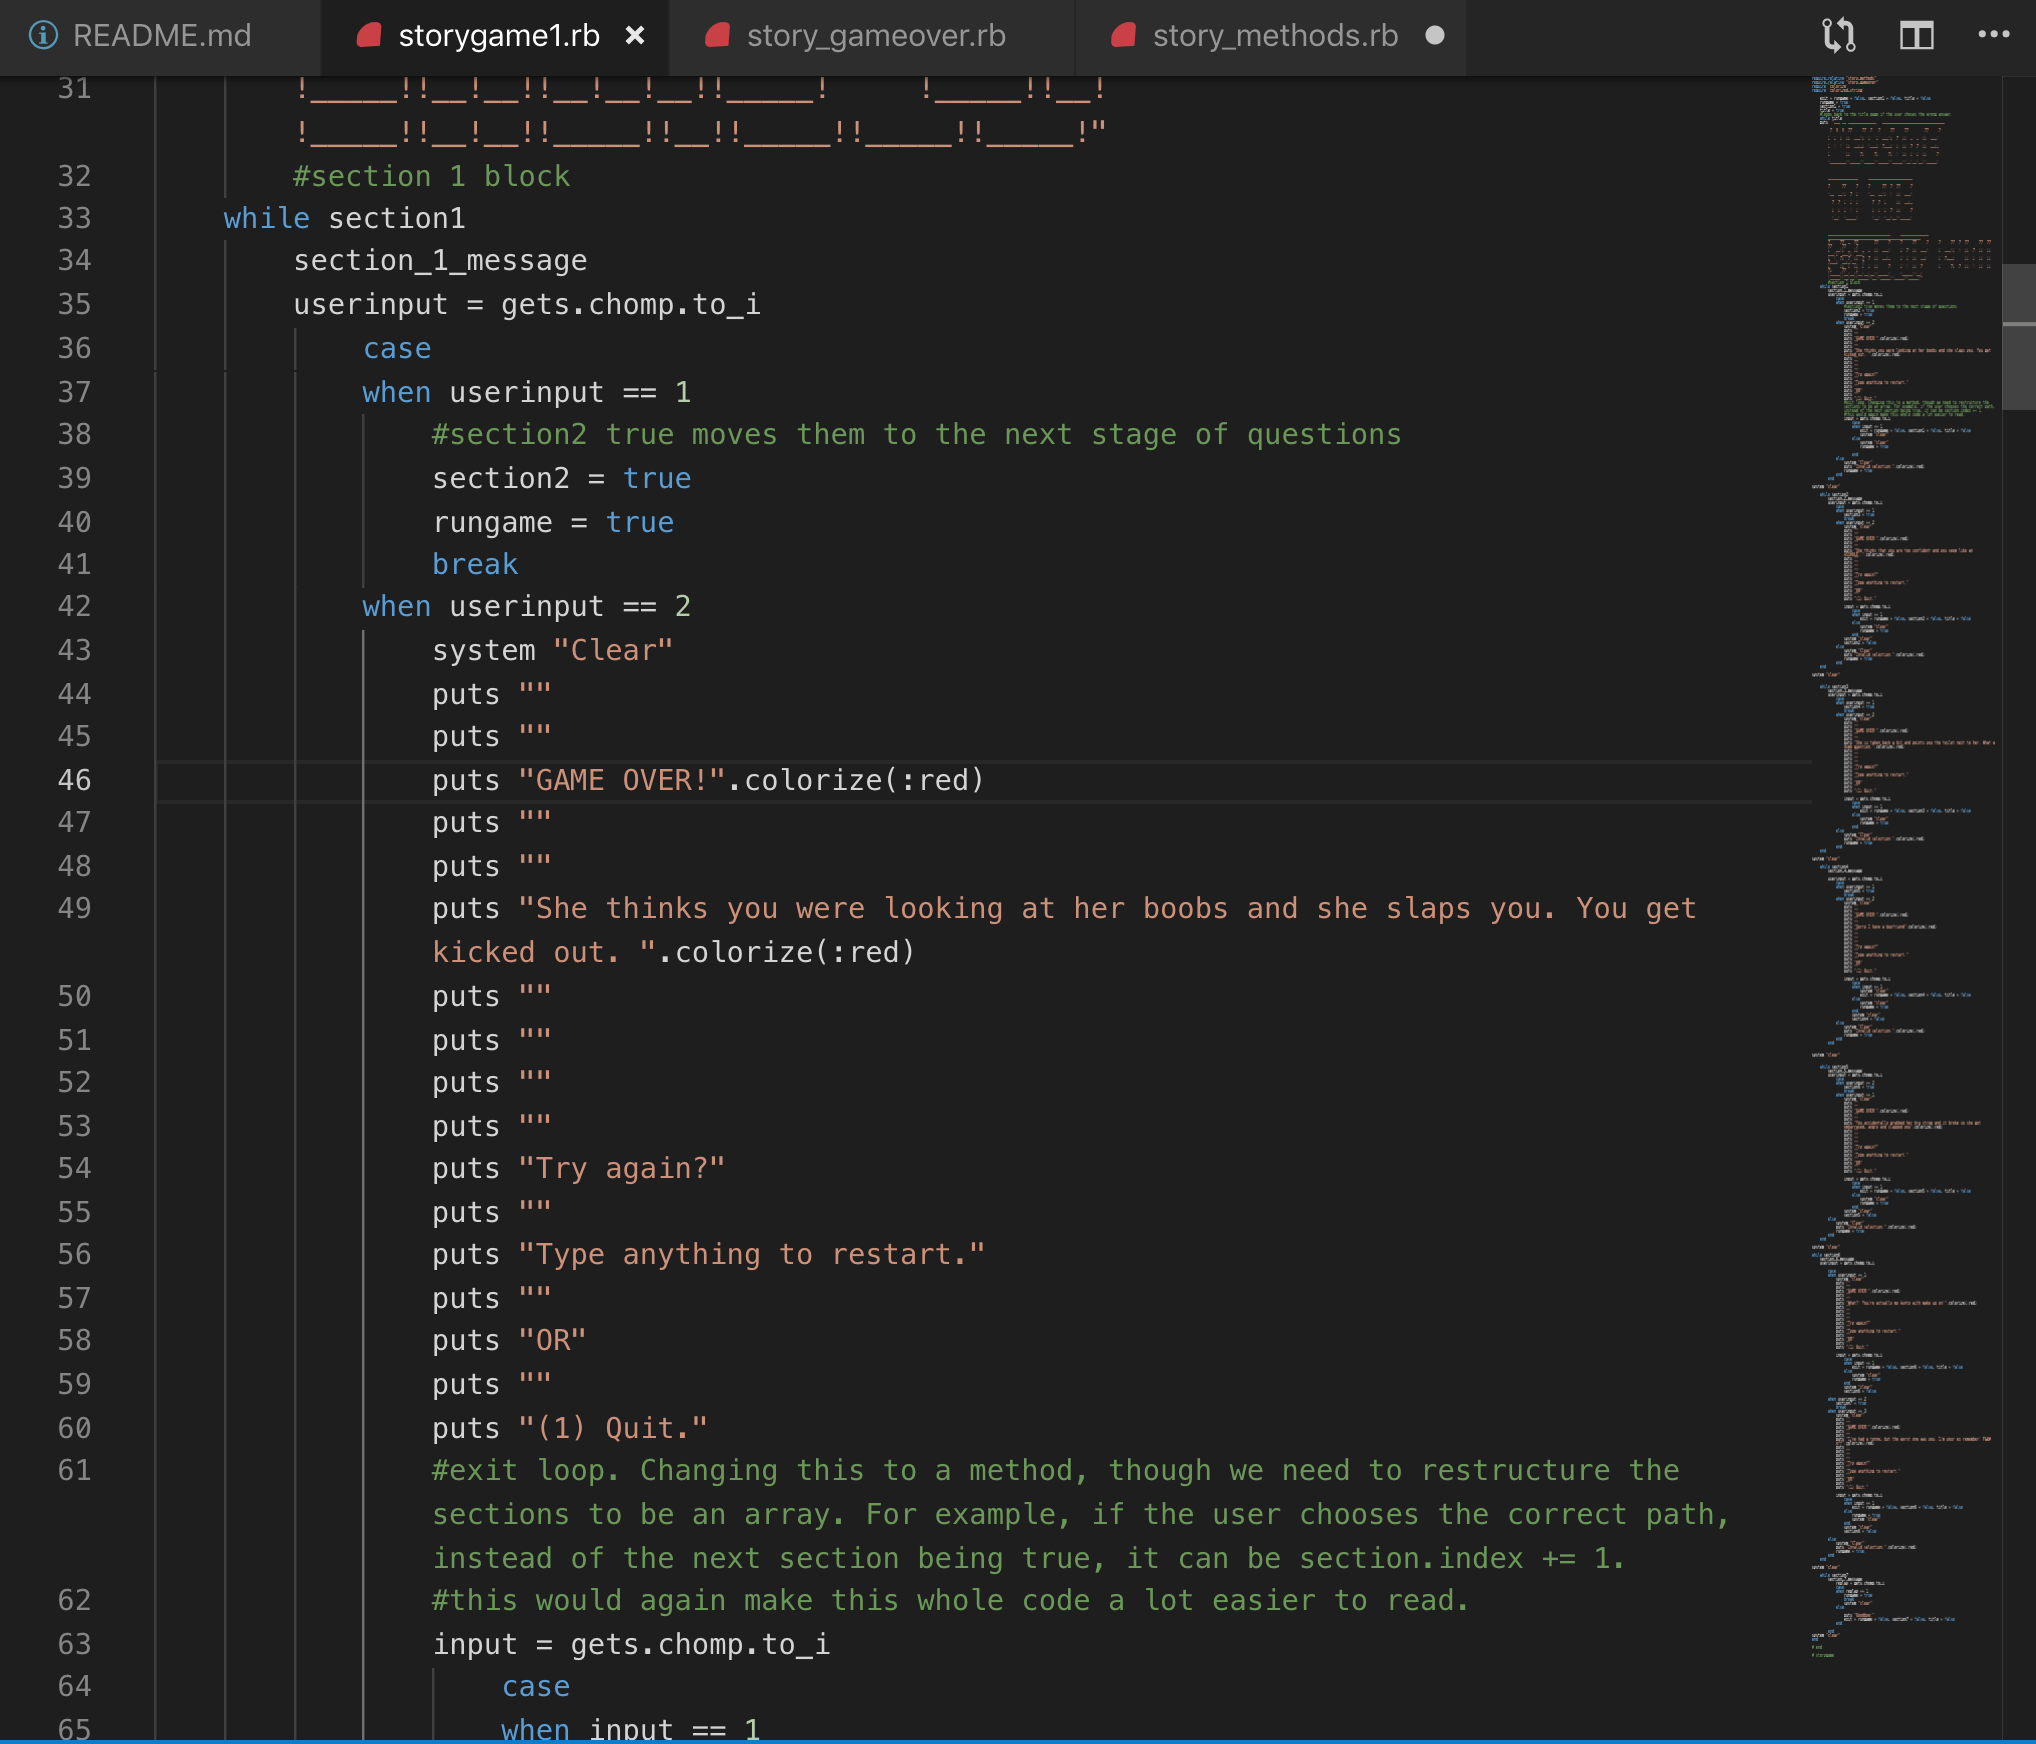 README.md storygame1.rb story_gameover.rb story_methods.rb
31 !_____!!__!__!!__!__!__!!_____!     !_____!!__!
!_____!!__!__!!_____!!__!!_____!!_____!!_____!"
32 #section 1 block
33 while section1
34 section_1_message
35 userinput = gets.chomp.to_i
36 case
37 when userinput == 1
38 #section2 true moves them to the next stage of questions
39 section2 = true
40 rungame = true
41 break
42 when userinput == 2
43 system "Clear"
44 puts ""
45 puts ""
46 puts "GAME OVER!".colorize(:red)
47 puts ""
48 puts ""
49 puts "She thinks you were looking at her boobs and she slaps you. You get
kicked out. ".colorize(:red)
50 puts ""
51 puts ""
52 puts ""
53 puts ""
54 puts "Try again?"
55 puts ""
56 puts "Type anything to restart."
57 puts ""
58 puts "OR"
59 puts ""
60 puts "(1) Quit."
61 #exit loop. Changing this to a method, though we need to restructure the
sections to be an array. For example, if the user chooses the correct path,
instead of the next section being true, it can be section.index += 1.
62 #this would again make this whole code a lot easier to read.
63 input = gets.chomp.to_i
64 case
65 when input == 1